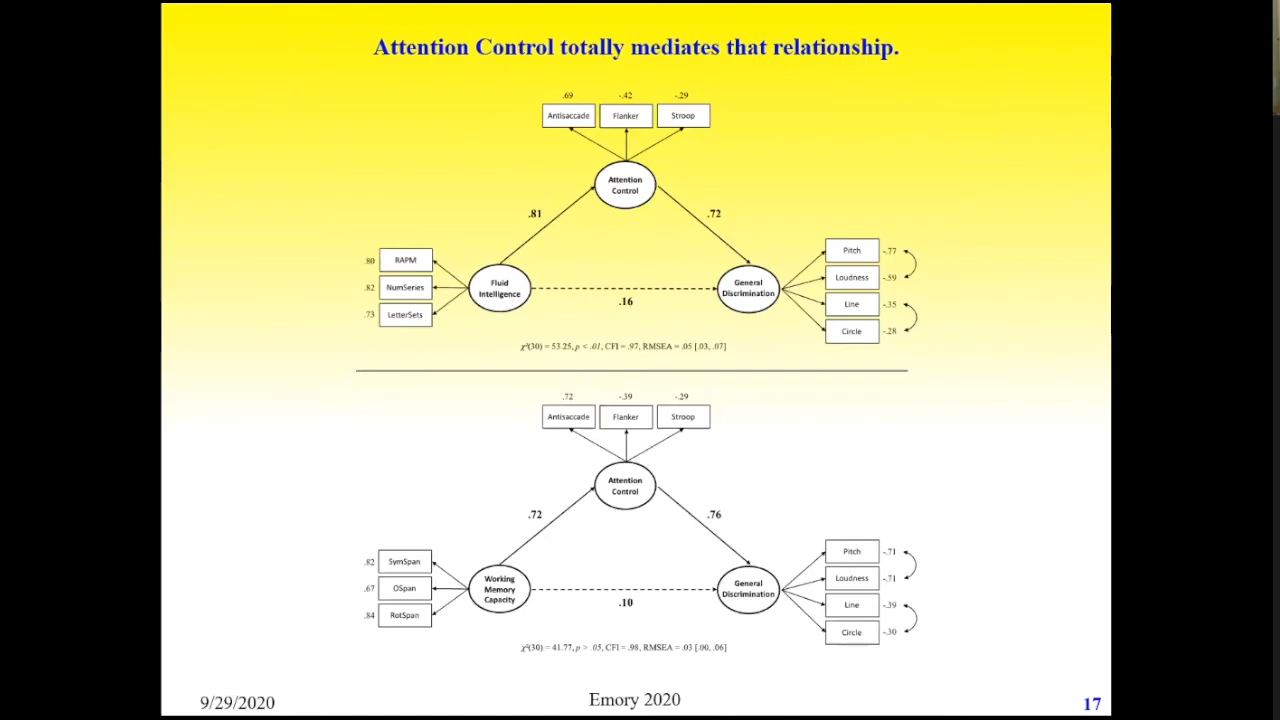 Attention Control totally mediates that relationship.
.69 -.42 -.29
Antisaccade Flanker Stroop
Attention
Control
.81 .72
.80 RAPM
.82 NumSeries
.73 LetterSets
Fluid
Intelligence
.16
General
Discrimination
Pitch -.77
Loudness -.59
Line -.35
Circle -.28
χ²(30) = 53.25, p < .01, CFI = .97, RMSEA = .05 [.03, .07]
.72 -.39 -.29
Antisaccade Flanker Stroop
Attention
Control
.72 .76
.82 SymSpan
.67 OSpan
.84 RotSpan
Working
Memory
Capacity
.10
General
Discrimination
Pitch -.71
Loudness -.71
Line -.39
Circle -.30
χ²(30) = 41.77, p > .05, CFI = .98, RMSEA = .03 [.00, .06]
9/29/2020 Emory 2020 17